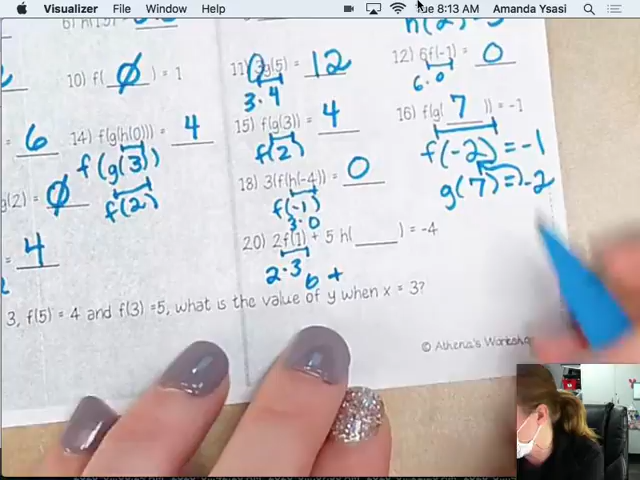 Visualizer File Window Help Tue 8:13 AM Amanda Ysasi
10) f( Ø ) = 1
11) 3g(5) = 12
3·4
12) 6f(-1) = 0
6·0
6
14) f(g(h(0))) = 4
f(g(3))
f(2)
15) f(g(3)) = 4
f(2)
16) f(g( 7 )) = -1
f(-2) = -1
g(7) = -2
g(2) = Ø
18) 3(f(h(-4)) = 0
f(-1)
3·0
4
20) 2f(1) + 5 h( ____ ) = -4
2·3
6 +
3, f(5) = 4 and f(3) =5, what is the value of y when x = 3?